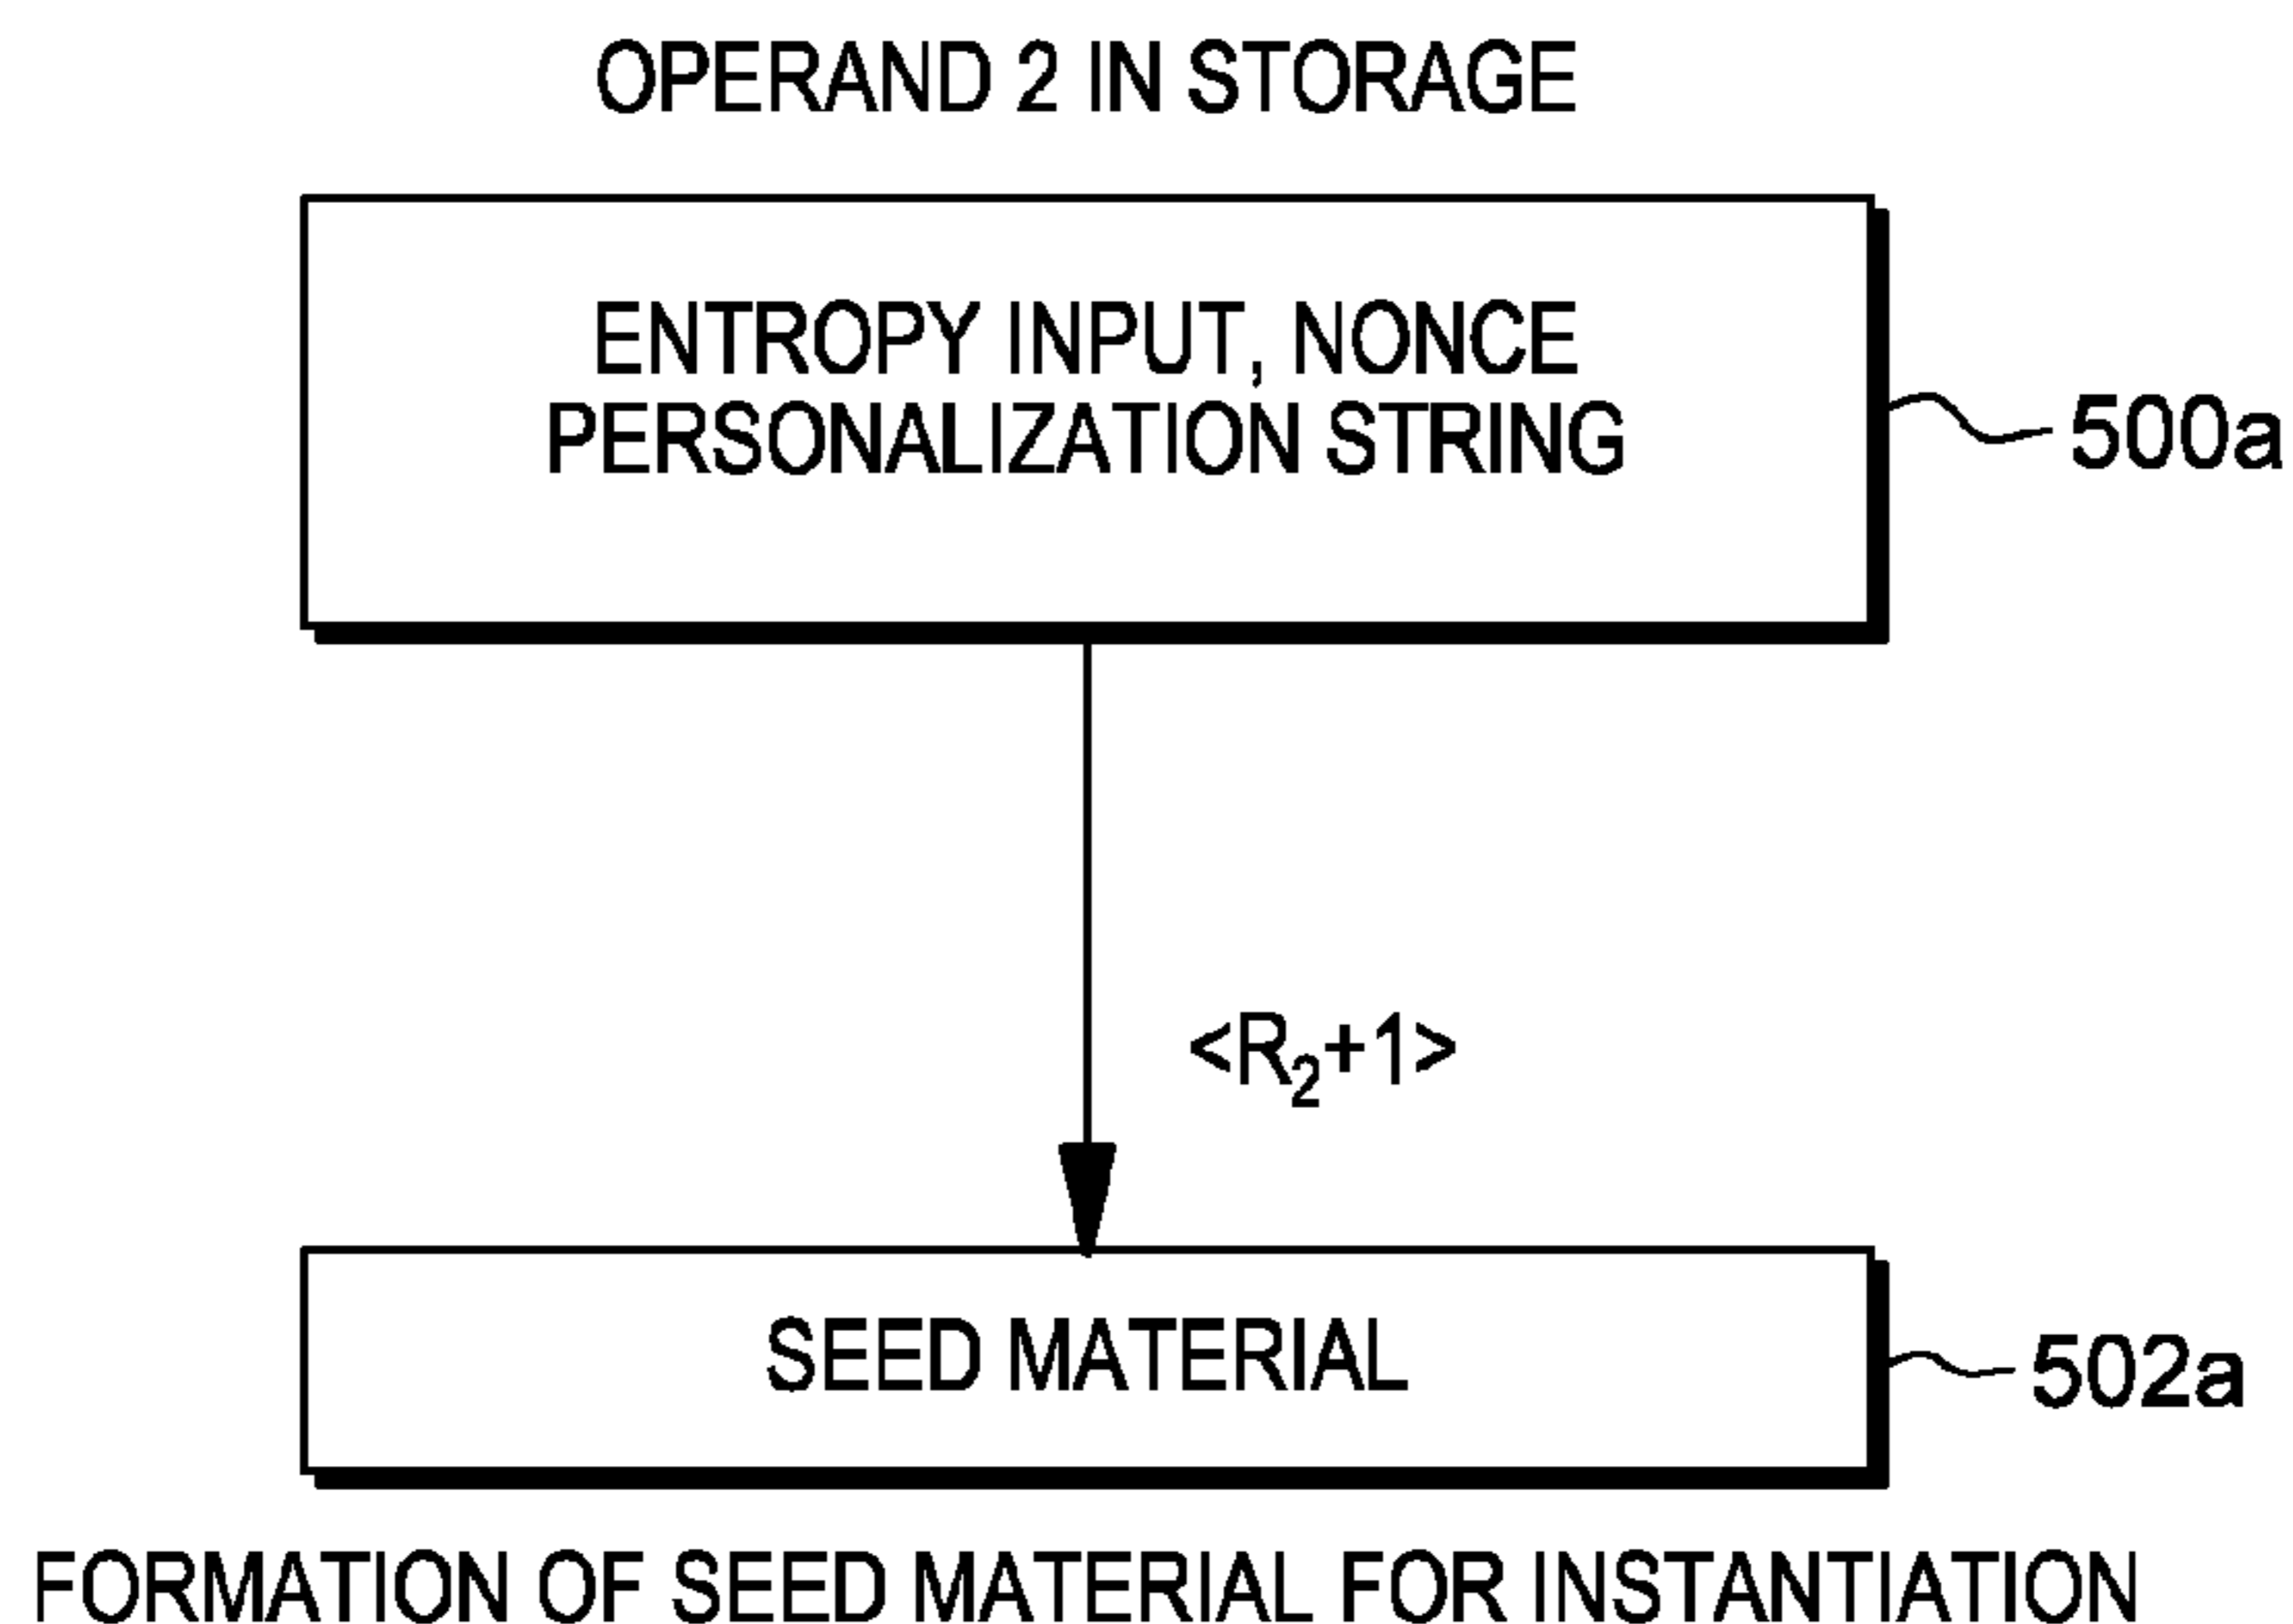 OPERAND 2 IN STORAGE
ENTROPY INPUT, NONCE
PERSONALIZATION STRING
500a
<R₂+1>
SEED MATERIAL
502a
FORMATION OF SEED MATERIAL FOR INSTANTIATION